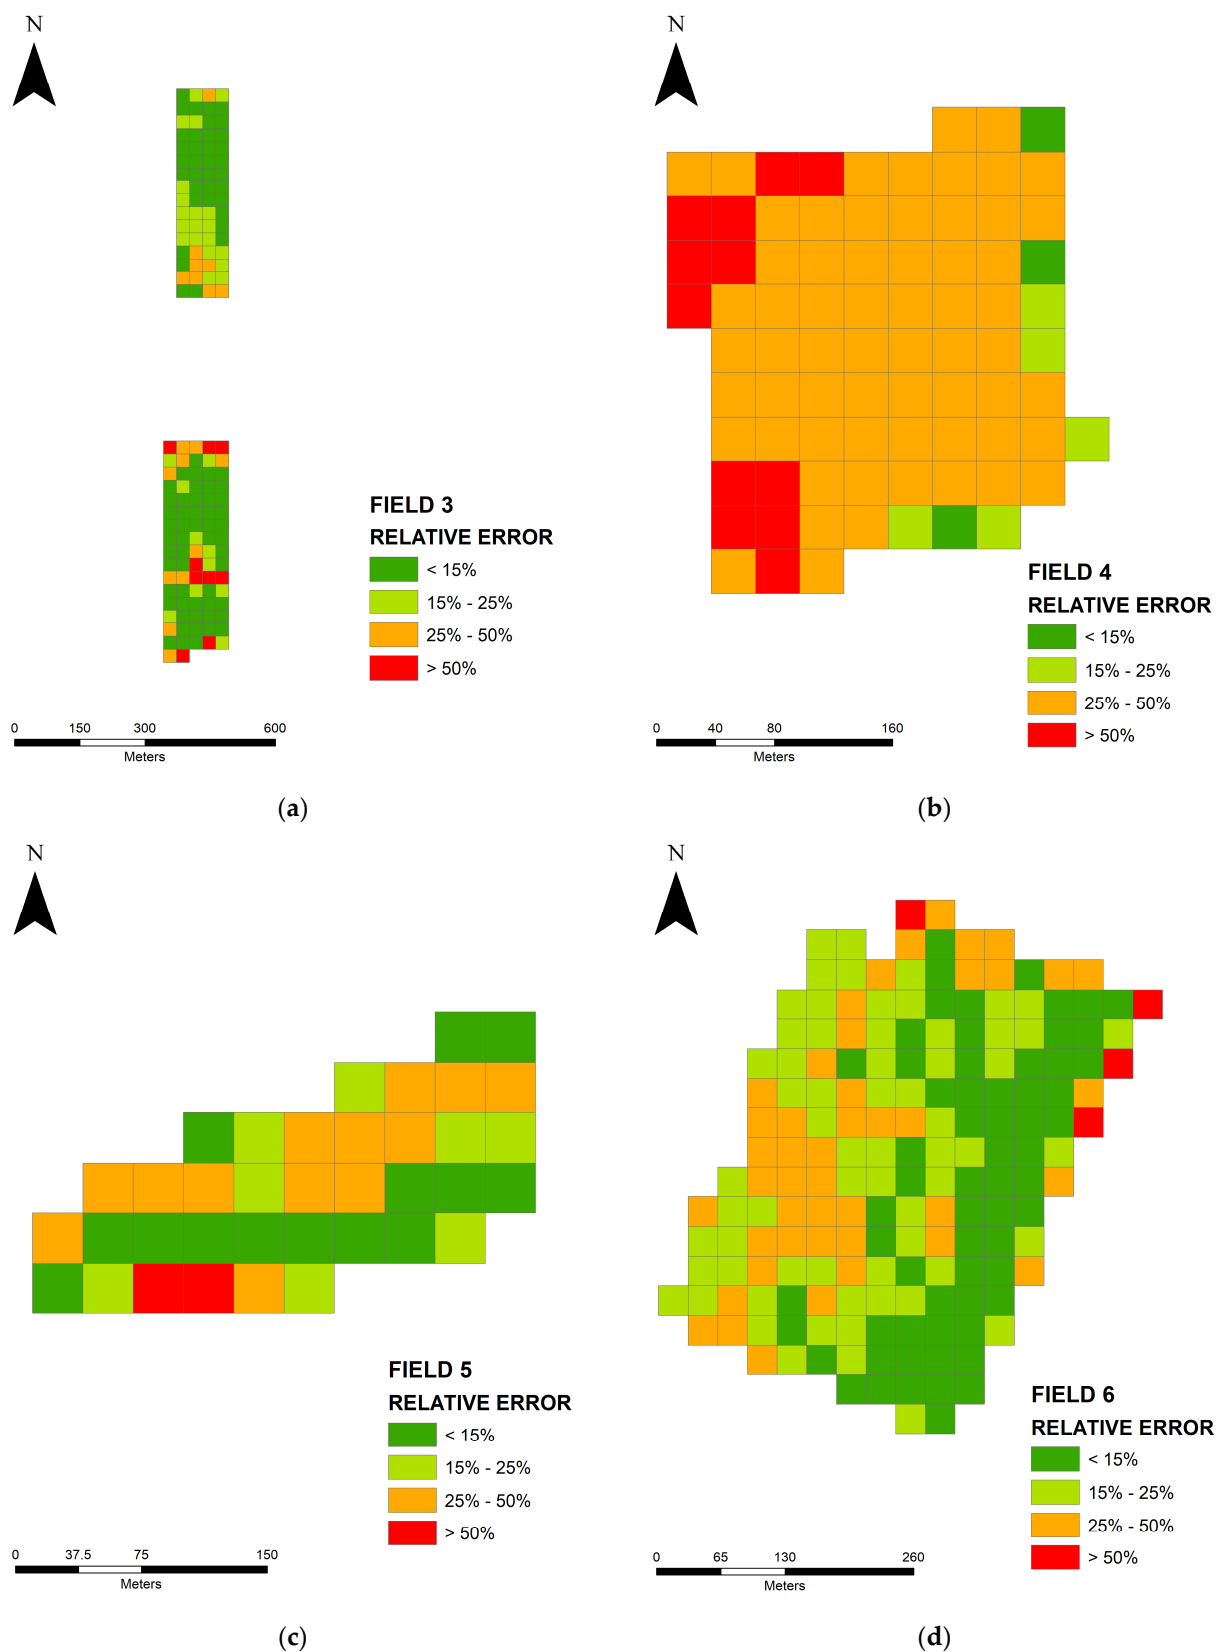 N
FIELD 3
RELATIVE ERROR
< 15%
15% - 25%
25% - 50%
> 50%
0 150 300 600
Meters
(a)
N
FIELD 4
RELATIVE ERROR
< 15%
15% - 25%
25% - 50%
> 50%
0 40 80 160
Meters
(b)
N
FIELD 5
RELATIVE ERROR
< 15%
15% - 25%
25% - 50%
> 50%
0 37.5 75 150
Meters
(c)
N
FIELD 6
RELATIVE ERROR
< 15%
15% - 25%
25% - 50%
> 50%
0 65 130 260
Meters
(d)